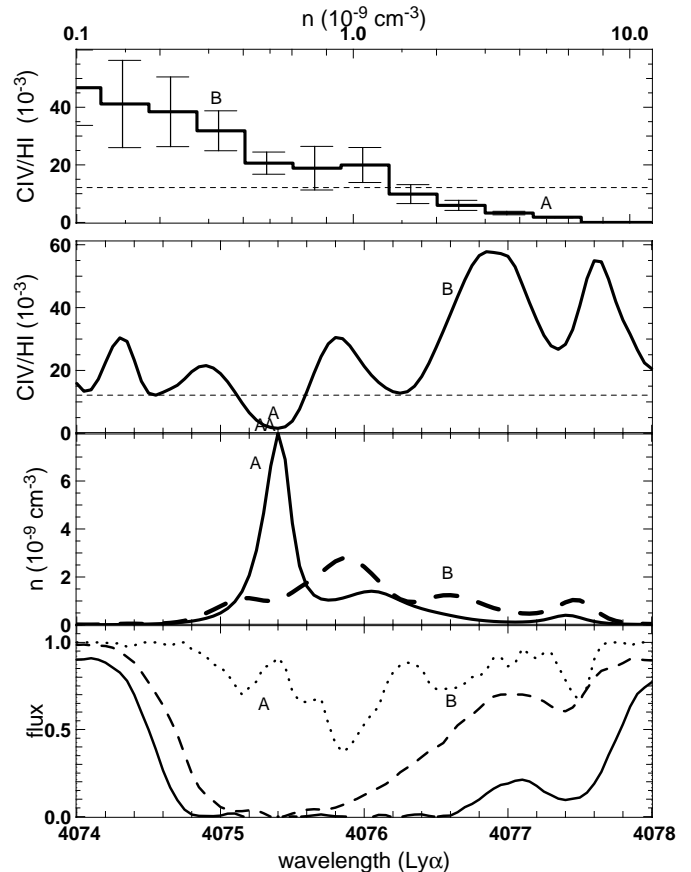 n (10-9 cm-3)
0.1 1.0 10.0
CIV/HI (10-3)
40
20
0
B
A
CIV/HI (10-3)
60
40
20
0
B
A
AA
n (10-9 cm-3)
6
4
2
0
A
B
flux
1.0
0.5
0.0
A
B
4074 4075 4076 4077 4078
wavelength (Lyα)